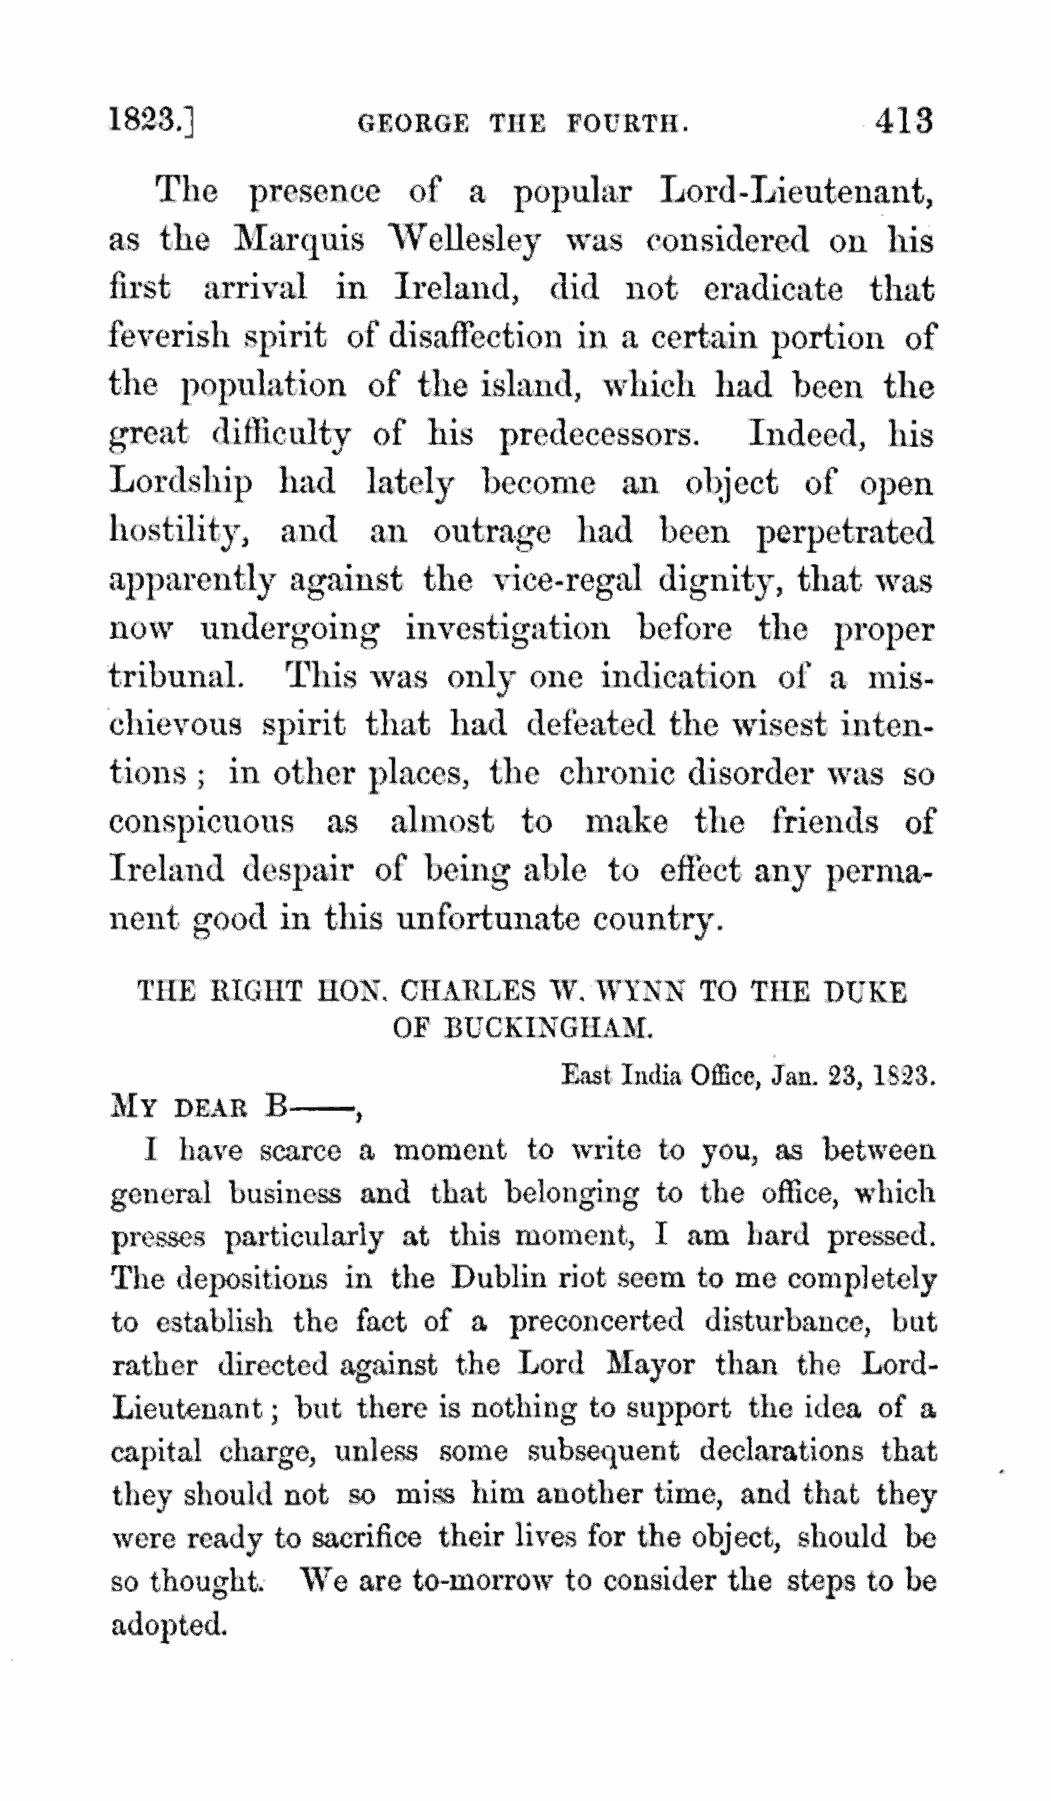 1823.] GEORGE THE FOURTH. 413
The presence of a popular Lord-Lieutenant,
as the Marquis Wellesley was considered on his
first arrival in Ireland, did not eradicate that
feverish spirit of disaffection in a certain portion of
the population of the island, which had been the
great difficulty of his predecessors. Indeed, his
Lordship had lately become an object of open
hostility, and an outrage had been perpetrated
apparently against the vice-regal dignity, that was
now undergoing investigation before the proper
tribunal. This was only one indication of a mis-
chievous spirit that had defeated the wisest inten-
tions ; in other places, the chronic disorder was so
conspicuous as almost to make the friends of
Ireland despair of being able to effect any perma-
nent good in this unfortunate country.
THE RIGHT HON. CHARLES W. WYNN TO THE DUKE
OF BUCKINGHAM.
East India Office, Jan. 23, 1823.
MY DEAR B——,
I have scarce a moment to write to you, as between
general business and that belonging to the office, which
presses particularly at this moment, I am hard pressed.
The depositions in the Dublin riot seem to me completely
to establish the fact of a preconcerted disturbance, but
rather directed against the Lord Mayor than the Lord-
Lieutenant ; but there is nothing to support the idea of a
capital charge, unless some subsequent declarations that
they should not so miss him another time, and that they
were ready to sacrifice their lives for the object, should be
so thought. We are to-morrow to consider the steps to be
adopted.